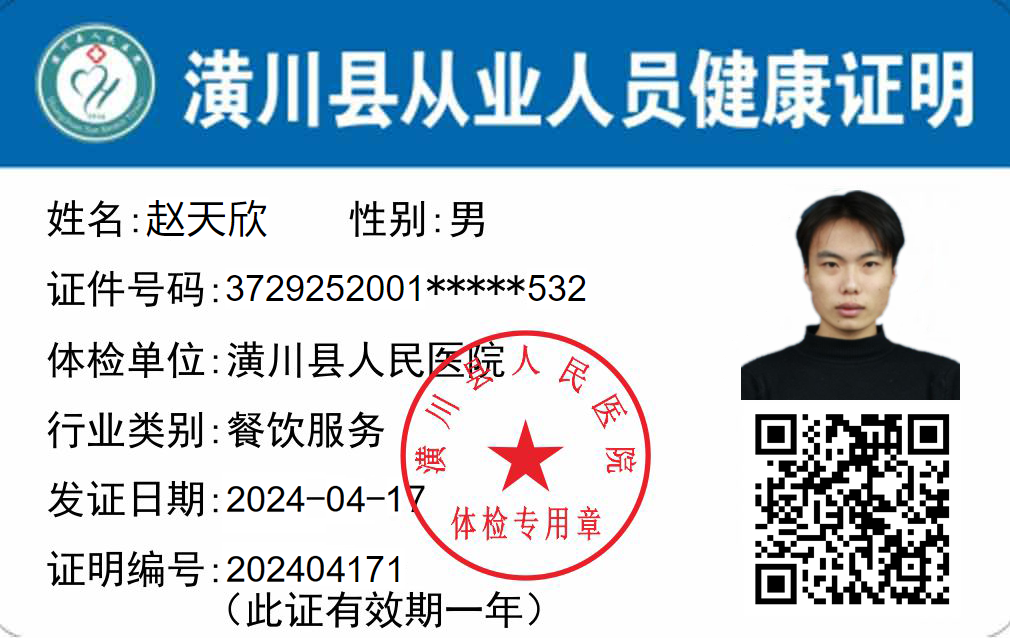 潢川县从业人员健康证明
姓名:赵天欣 性别:男
证件号码:3729252001*****532
体检单位:潢川县人民医院
行业类别:餐饮服务
发证日期:2024-04-17
证明编号:202404171
（此证有效期一年）
潢川县人民医院
体检专用章